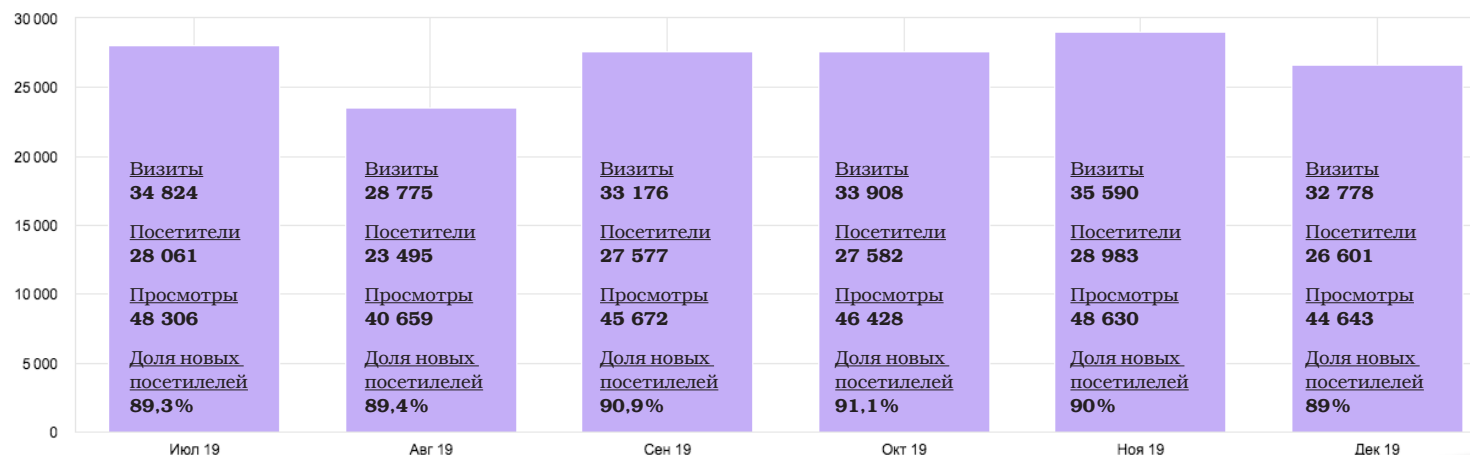 30 000
25 000
20 000
15 000
10 000
5 000
0
Визиты
34 824
Посетители
28 061
Просмотры
48 306
Доля новых
посетилелей
89,3%
Июл 19
Визиты
28 775
Посетители
23 495
Просмотры
40 659
Доля новых
посетилелей
89,4%
Авг 19
Визиты
33 176
Посетители
27 577
Просмотры
45 672
Доля новых
посетилелей
90,9%
Сен 19
Визиты
33 908
Посетители
27 582
Просмотры
46 428
Доля новых
посетилелей
91,1%
Окт 19
Визиты
35 590
Посетители
28 983
Просмотры
48 630
Доля новых
посетилелей
90%
Ноя 19
Визиты
32 778
Посетители
26 601
Просмотры
44 643
Доля новых
посетилелей
89%
Дек 19